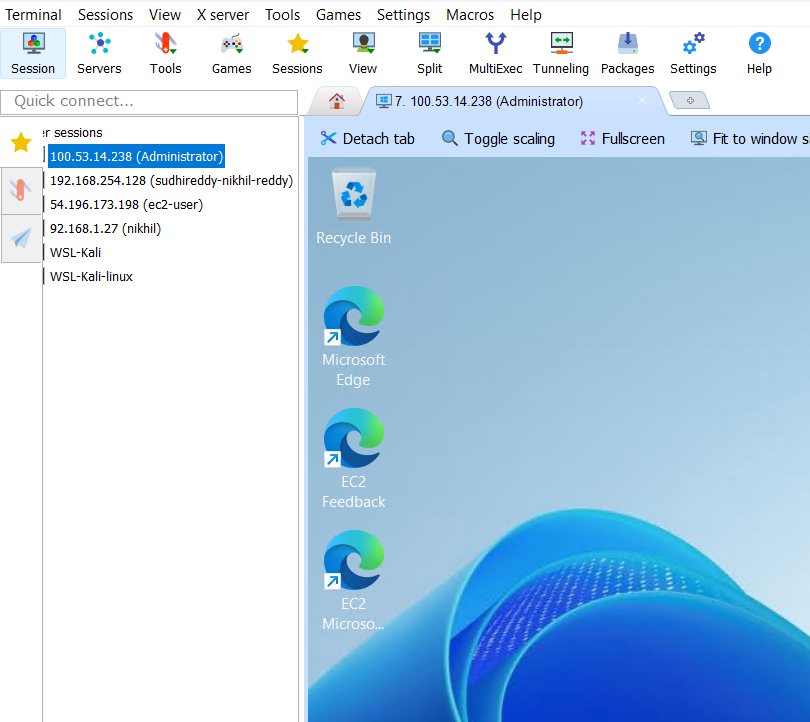 Terminal Sessions View X server Tools Games Settings Macros Help
Session Servers Tools Games Sessions View Split MultiExec Tunneling Packages Settings Help
Quick connect...
7. 100.53.14.238 (Administrator)
er sessions
Detach tab Toggle scaling Fullscreen Fit to window s
100.53.14.238 (Administrator)
192.168.254.128 (sudhireddy-nikhil-reddy)
54.196.173.198 (ec2-user)
92.168.1.27 (nikhil)
WSL-Kali
WSL-Kali-linux
Recycle Bin
Microsoft
Edge
EC2
Feedback
EC2
Microso...